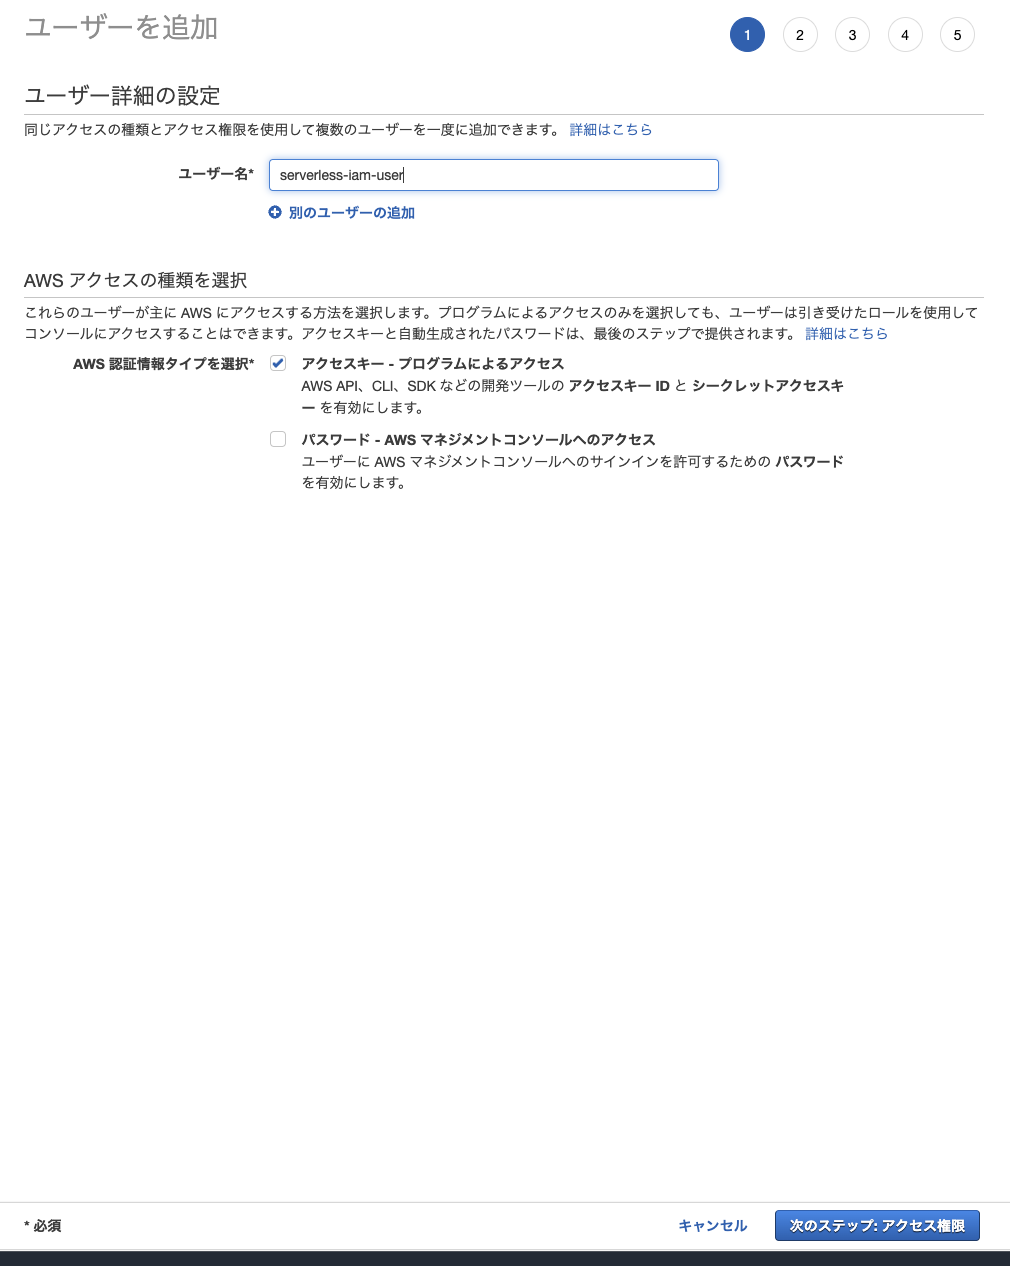 ユーザーを追加
1 2 3 4 5
ユーザー詳細の設定
同じアクセスの種類とアクセス権限を使用して複数のユーザーを一度に追加できます。 詳細はこちら
ユーザー名* serverless-iam-user
別のユーザーの追加
AWS アクセスの種類を選択
これらのユーザーが主に AWS にアクセスする方法を選択します。プログラムによるアクセスのみを選択しても、ユーザーは引き受けたロールを使用して
コンソールにアクセスすることはできます。アクセスキーと自動生成されたパスワードは、最後のステップで提供されます。 詳細はこちら
AWS 認証情報タイプを選択* アクセスキー - プログラムによるアクセス
AWS API、CLI、SDK などの開発ツールの アクセスキー ID と シークレットアクセスキ
ー を有効にします。
パスワード - AWS マネジメントコンソールへのアクセス
ユーザーに AWS マネジメントコンソールへのサインインを許可するための パスワード
を有効にします。
* 必須 キャンセル 次のステップ: アクセス権限